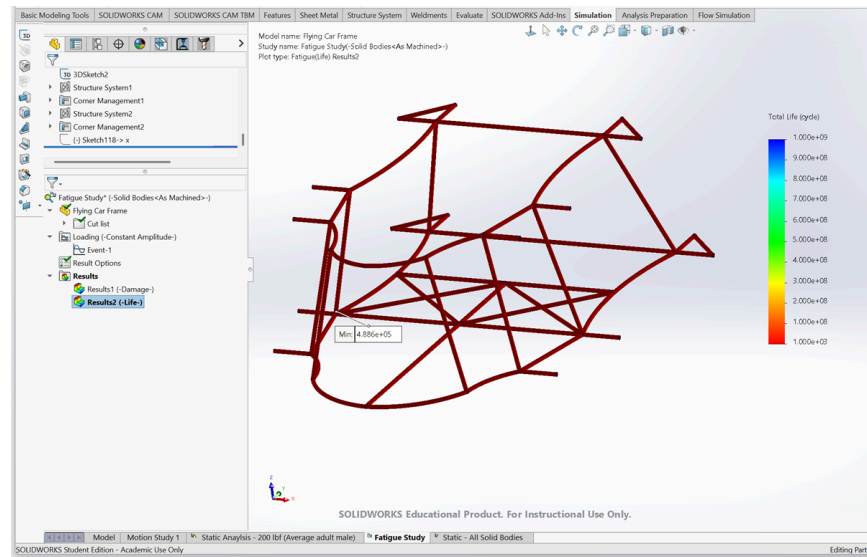 Basic Modeling Tools SOLIDWORKS CAM SOLIDWORKS CAM TBM Features Sheet Metal Structure System Weldments Evaluate SOLIDWORKS Add-Ins Simulation Analysis Preparation Flow Simulation
3D
Model name: Flying Car Frame
Study name: Fatigue Study(-Solid Bodies<As Machined>-)
Plot type: Fatigue(Life) Results2
3D 3DSketch2
Structure System1
Corner Management1
Structure System2
Corner Management2
(-) Sketch118-> x
Fatigue Study* (-Solid Bodies<As Machined>-)
Flying Car Frame
Cut list
Loading (-Constant Amplitude-)
Event-1
Result Options
Results
Results1 (-Damage-)
Results2 (-Life-)
Total Life (cycle)
1.000e+09
9.000e+08
8.000e+08
7.000e+08
6.000e+08
5.000e+08
4.000e+08
3.000e+08
2.000e+08
1.000e+08
1.000e+03
Min: 4.886e+05
Z
Y
X
SOLIDWORKS Educational Product. For Instructional Use Only.
Model Motion Study 1 Static Anaylsis - 200 lbf (Average adult male) Fatigue Study Static - All Solid Bodies
SOLIDWORKS Student Edition - Academic Use Only
Editing Part